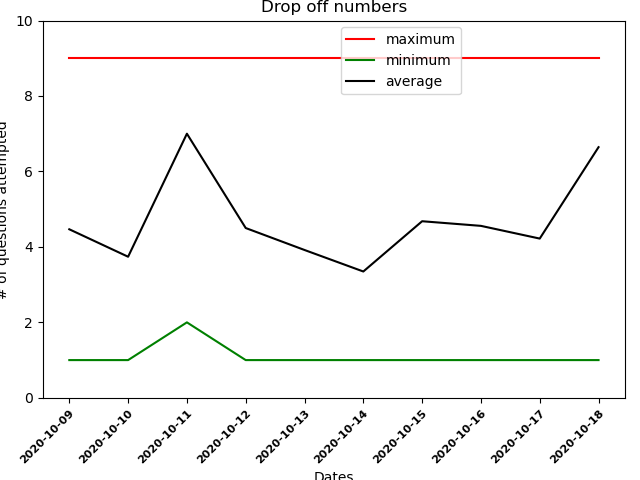 Drop off numbers
maximum
minimum
average
# of questions attempted
10
8
6
4
2
0
2020-10-09
2020-10-10
2020-10-11
2020-10-12
2020-10-13
2020-10-14
2020-10-15
2020-10-16
2020-10-17
2020-10-18
Dates